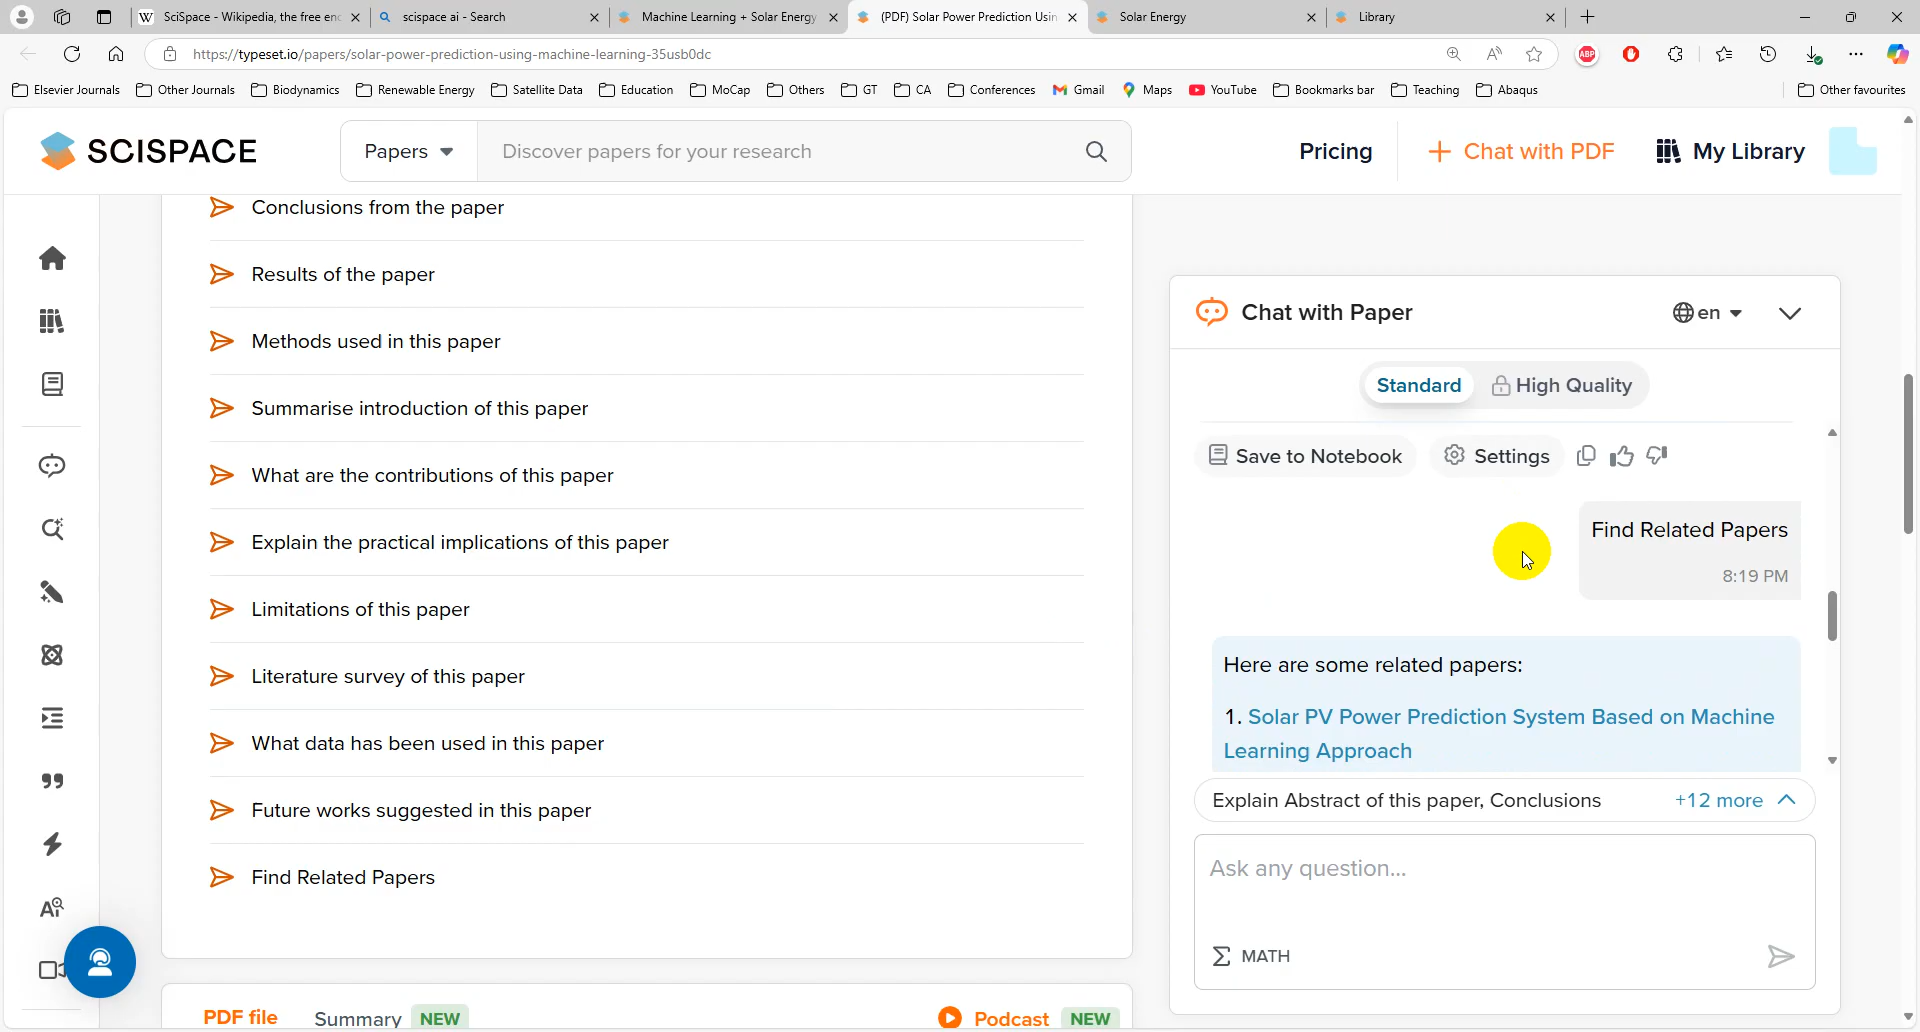 SciSpace - Wikipedia, the free enc
scispace ai - Search
Machine Learning + Solar Energy
(PDF) Solar Power Prediction Usin
Solar Energy
Library
https://typeset.io/papers/solar-power-prediction-using-machine-learning-35usb0dc
Elsevier Journals
Other Journals
Biodynamics
Renewable Energy
Satellite Data
Education
MoCap
Others
GT
CA
Conferences
Gmail
Maps
YouTube
Bookmarks bar
Teaching
Abaqus
Other favourites
SCISPACE
Papers
Discover papers for your research
Pricing
+ Chat with PDF
My Library
Conclusions from the paper
Results of the paper
Methods used in this paper
Summarise introduction of this paper
What are the contributions of this paper
Explain the practical implications of this paper
Limitations of this paper
Literature survey of this paper
What data has been used in this paper
Future works suggested in this paper
Find Related Papers
PDF file
Summary NEW
Podcast NEW
Chat with Paper
en
Standard
High Quality
Save to Notebook
Settings
Find Related Papers
8:19 PM
Here are some related papers:
1. Solar PV Power Prediction System Based on Machine
Learning Approach
Explain Abstract of this paper, Conclusions
+12 more
Ask any question...
Σ MATH